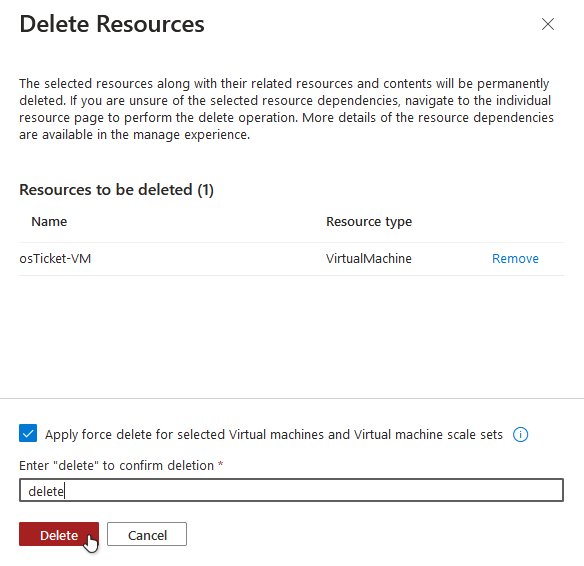 Delete Resources
The selected resources along with their related resources and contents will be permanently
deleted. If you are unsure of the selected resource dependencies, navigate to the individual
resource page to perform the delete operation. More details of the resource dependencies
are available in the manage experience.
Resources to be deleted (1)
Name Resource type
osTicket-VM VirtualMachine Remove
Apply force delete for selected Virtual machines and Virtual machine scale sets
Enter "delete" to confirm deletion *
delete
Delete Cancel